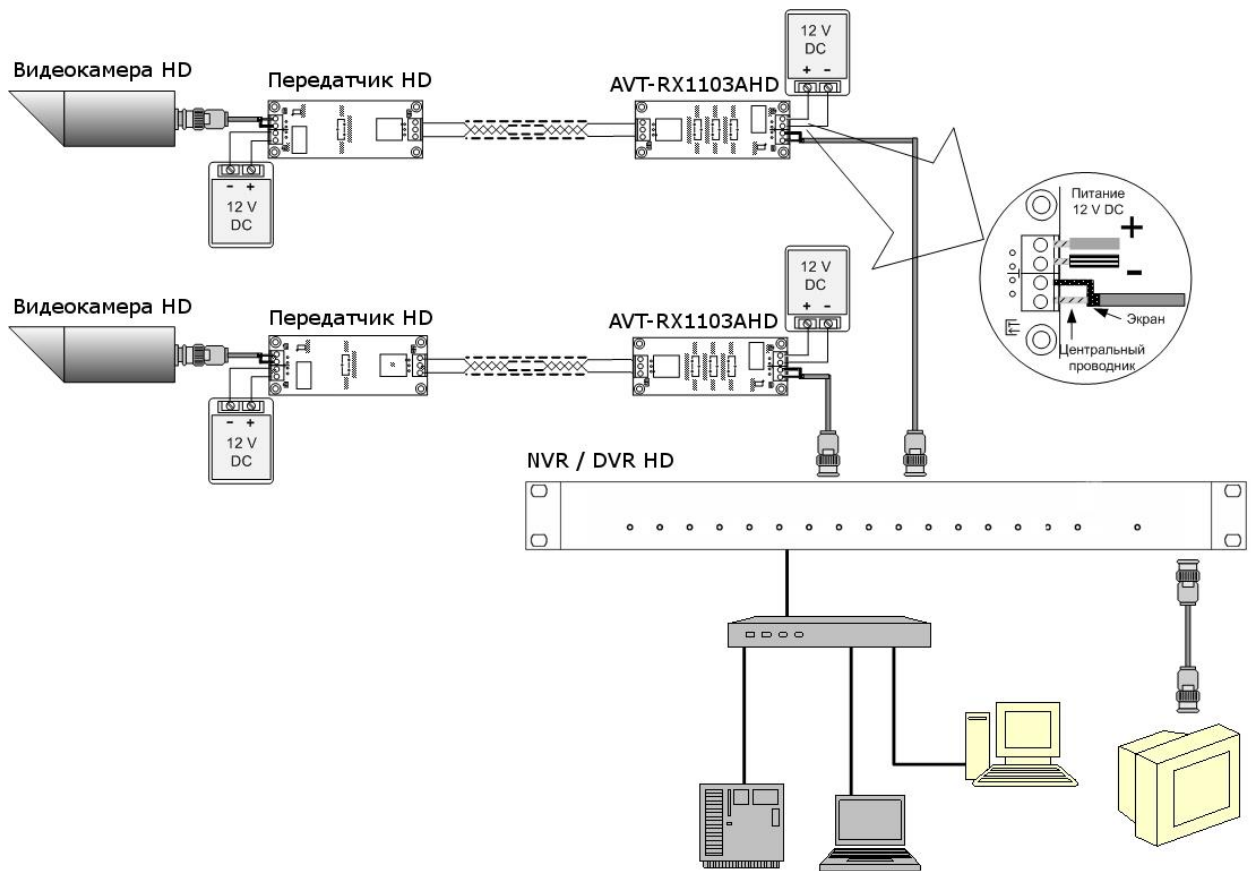 12 V
DC
+ -
Видеокамера HD
Передатчик HD
AVT-RX1103AHD
- +
12 V
DC
Питание
12 V DC
+
-
Экран
Центральный
проводник
12 V
DC
+ -
Видеокамера HD
Передатчик HD
AVT-RX1103AHD
- +
12 V
DC
NVR / DVR HD